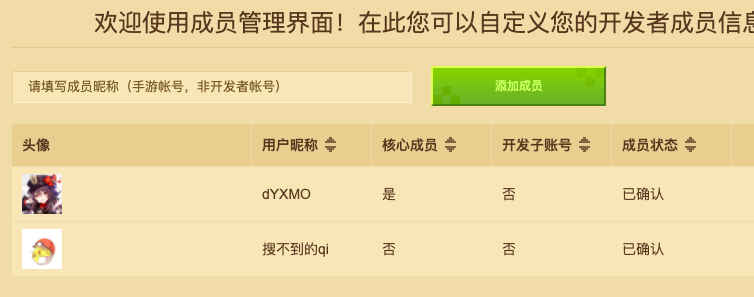 欢迎使用成员管理界面！在此您可以自定义您的开发者成员信息
请填写成员昵称（手游帐号，非开发者帐号） 添加成员
头像 用户昵称 核心成员 开发子账号 成员状态
dYXMO 是 否 已确认
搜不到的qi 否 否 已确认